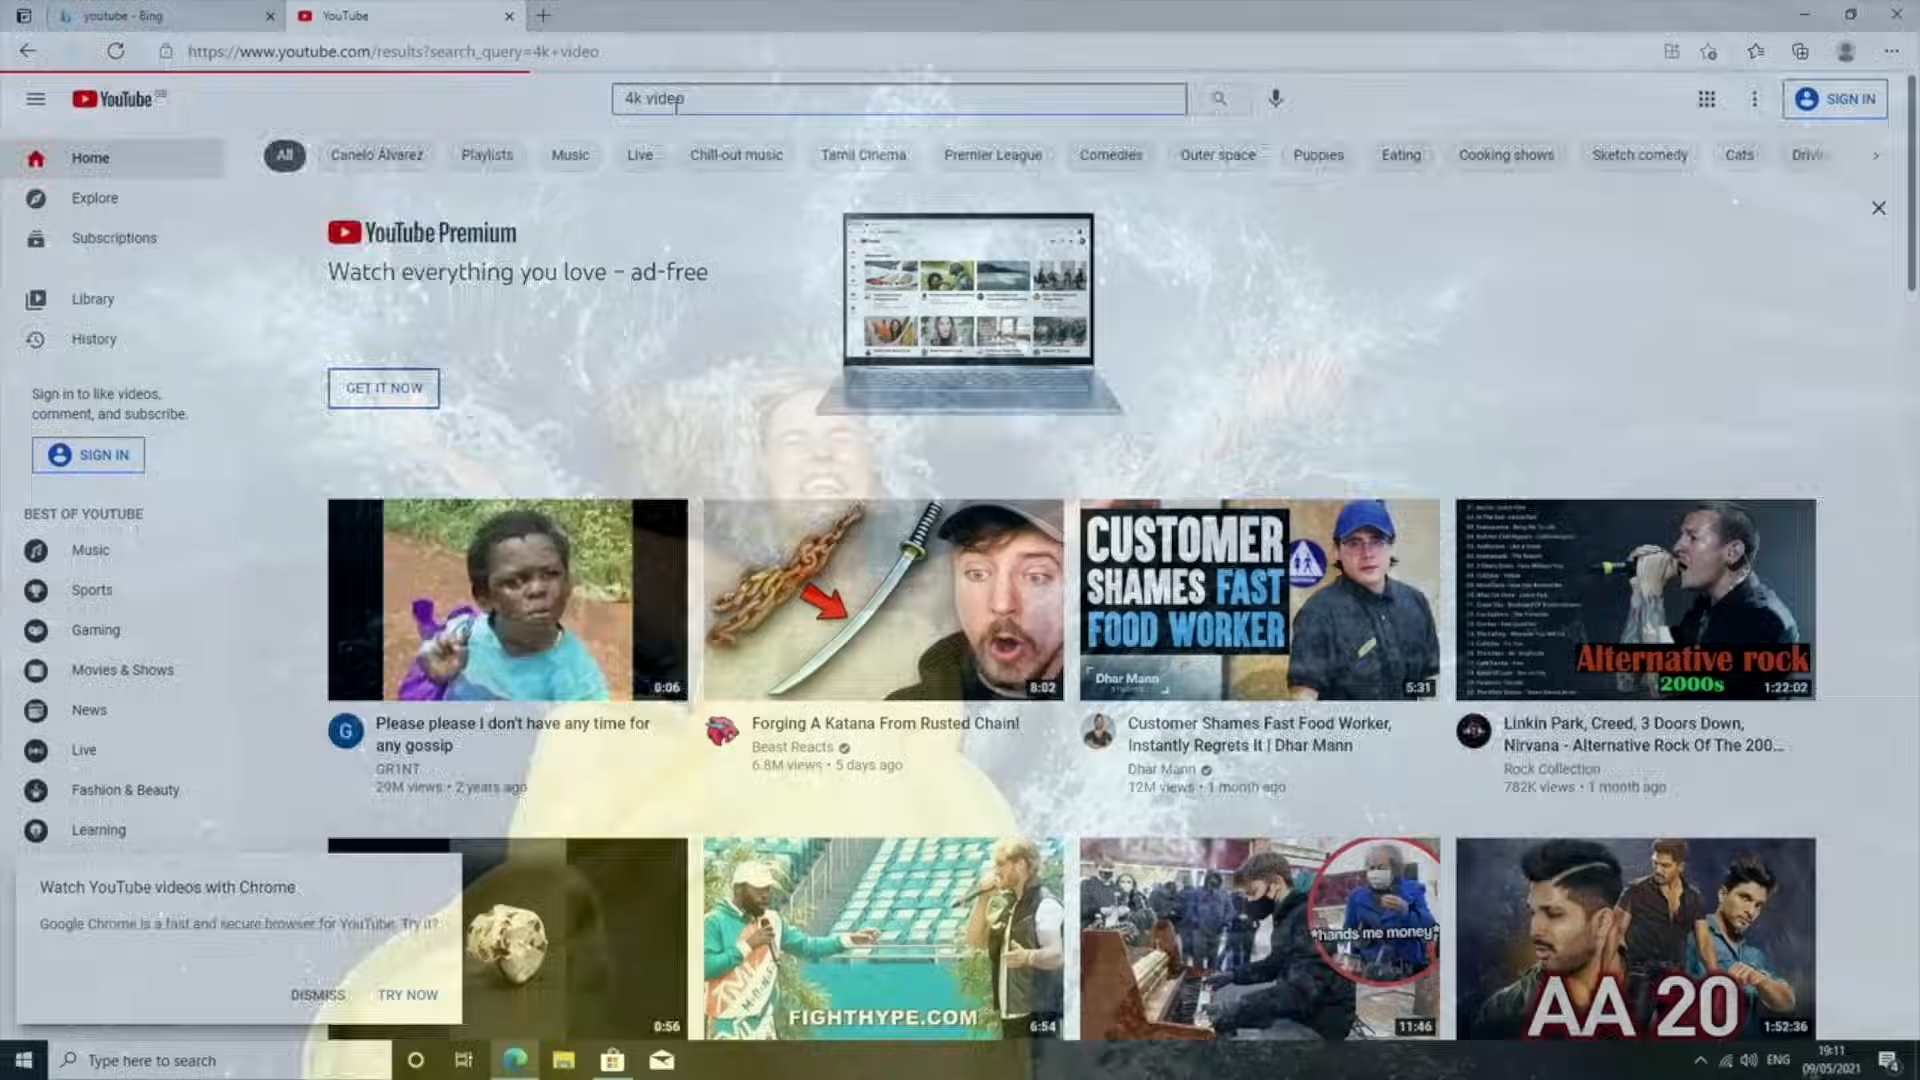 youtube - Bing
YouTube
https://www.youtube.com/results?search_query=4k+video
YouTube GB
4k video
SIGN IN
Home
Explore
Subscriptions
Library
History
Sign in to like videos,
comment, and subscribe.
SIGN IN
BEST OF YOUTUBE
Music
Sports
Gaming
Movies & Shows
News
Live
Fashion & Beauty
Learning
All
Canelo Álvarez
Playlists
Music
Live
Chill-out music
Tamil Cinema
Premier League
Comedies
Outer space
Puppies
Eating
Cooking shows
Sketch comedy
Cats
YouTube Premium
Watch everything you love – ad-free
GET IT NOW
0:06
Please please I don't have any time for
any gossip
G
GR1NT
29M views • 2 years ago
8:02
Forging A Katana From Rusted Chain!
Beast Reacts
6.8M views • 5 days ago
CUSTOMER
SHAMES FAST
FOOD WORKER
Dhar Mann
5:31
Customer Shames Fast Food Worker,
Instantly Regrets It | Dhar Mann
Dhar Mann
12M views • 1 month ago
Alternative rock
2000s
1:22:02
Linkin Park, Creed, 3 Doors Down,
Nirvana - Alternative Rock Of The 200...
Rock Collection
782K views • 1 month ago
0:56
FIGHTHYPE.COM
6:54
*hands me money*
11:46
AA 20
1:52:36
Watch YouTube videos with Chrome
Google Chrome is a fast and secure browser for YouTube. Try it?
DISMISS
TRY NOW
Type here to search
ENG
19:11
09/05/2021
4